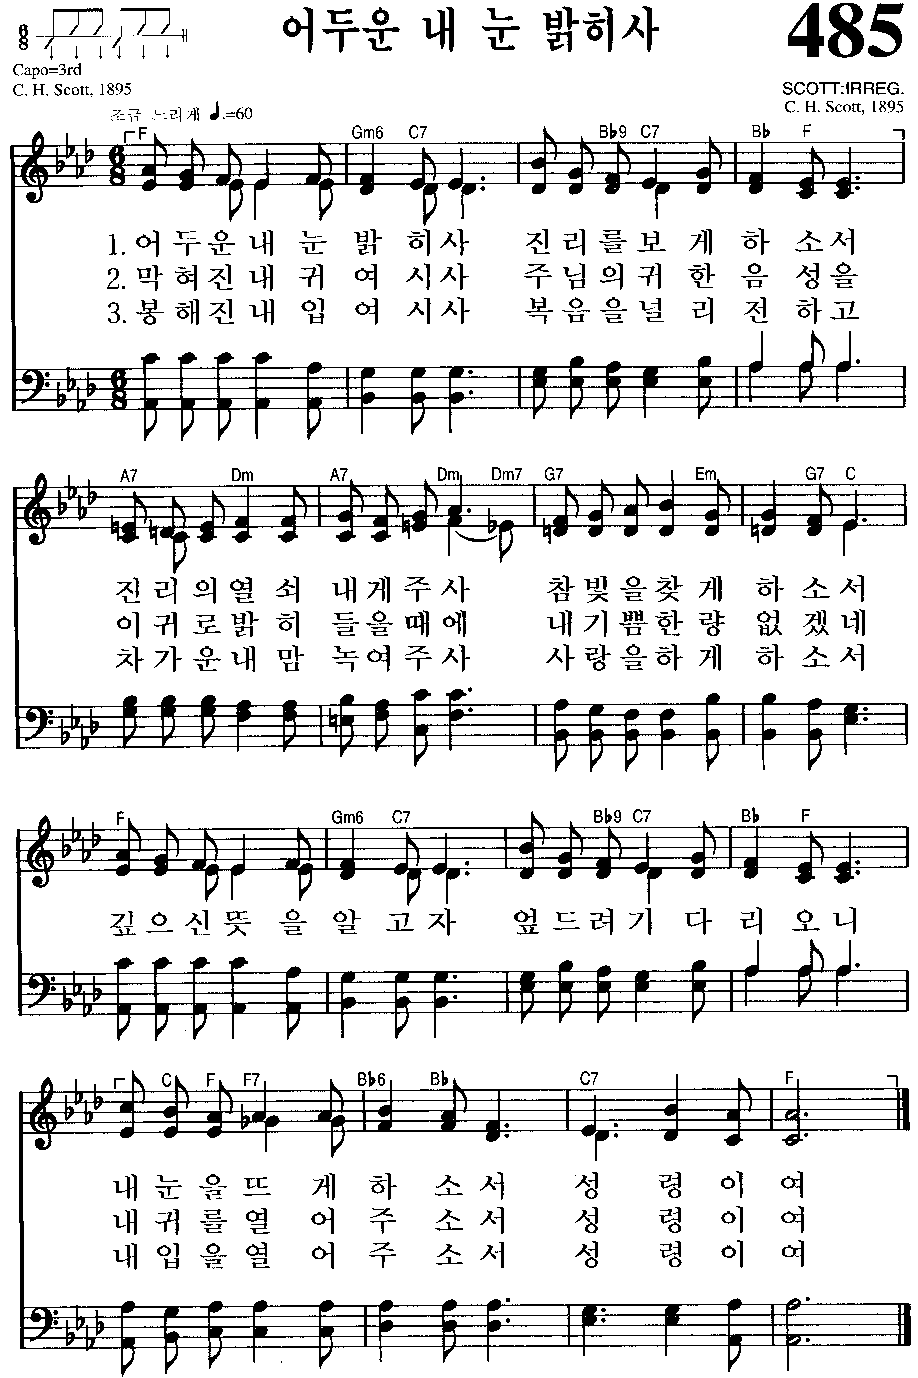 6
8
어두운 내 눈 밝히사
485
Capo=3rd
C. H. Scott, 1895
SCOTT:IRREG.
C. H. Scott, 1895
조금 느리게 ♩.=60
F Gm6 C7 B♭9 C7 B♭ F
1. 어 두 운 내 눈 밝 히 사 진 리 를 보 게 하 소 서
2. 막 혀 진 내 귀 여 시 사 주 님 의 귀 한 음 성 을
3. 봉 해 진 내 입 여 시 사 복 음 을 널 리 전 하 고
A7 Dm A7 Dm Dm7 G7 Em G7 C
진 리 의 열 쇠 내 게 주 사 참 빛 을 찾 게 하 소 서
이 귀 로 밝 히 들 을 때 에 내 기 쁨 한 량 없 겠 네
차 가 운 내 맘 녹 여 주 사 사 랑 을 하 게 하 소 서
F Gm6 C7 B♭9 C7 B♭ F
깊 으 신 뜻 을 알 고 자 엎 드 려 기 다 리 오 니
C F F7 B♭6 B♭ C7 F
내 눈 을 뜨 게 하 소 서 성 령 이 여
내 귀 를 열 어 주 소 서 성 령 이 여
내 입 을 열 어 주 소 서 성 령 이 여